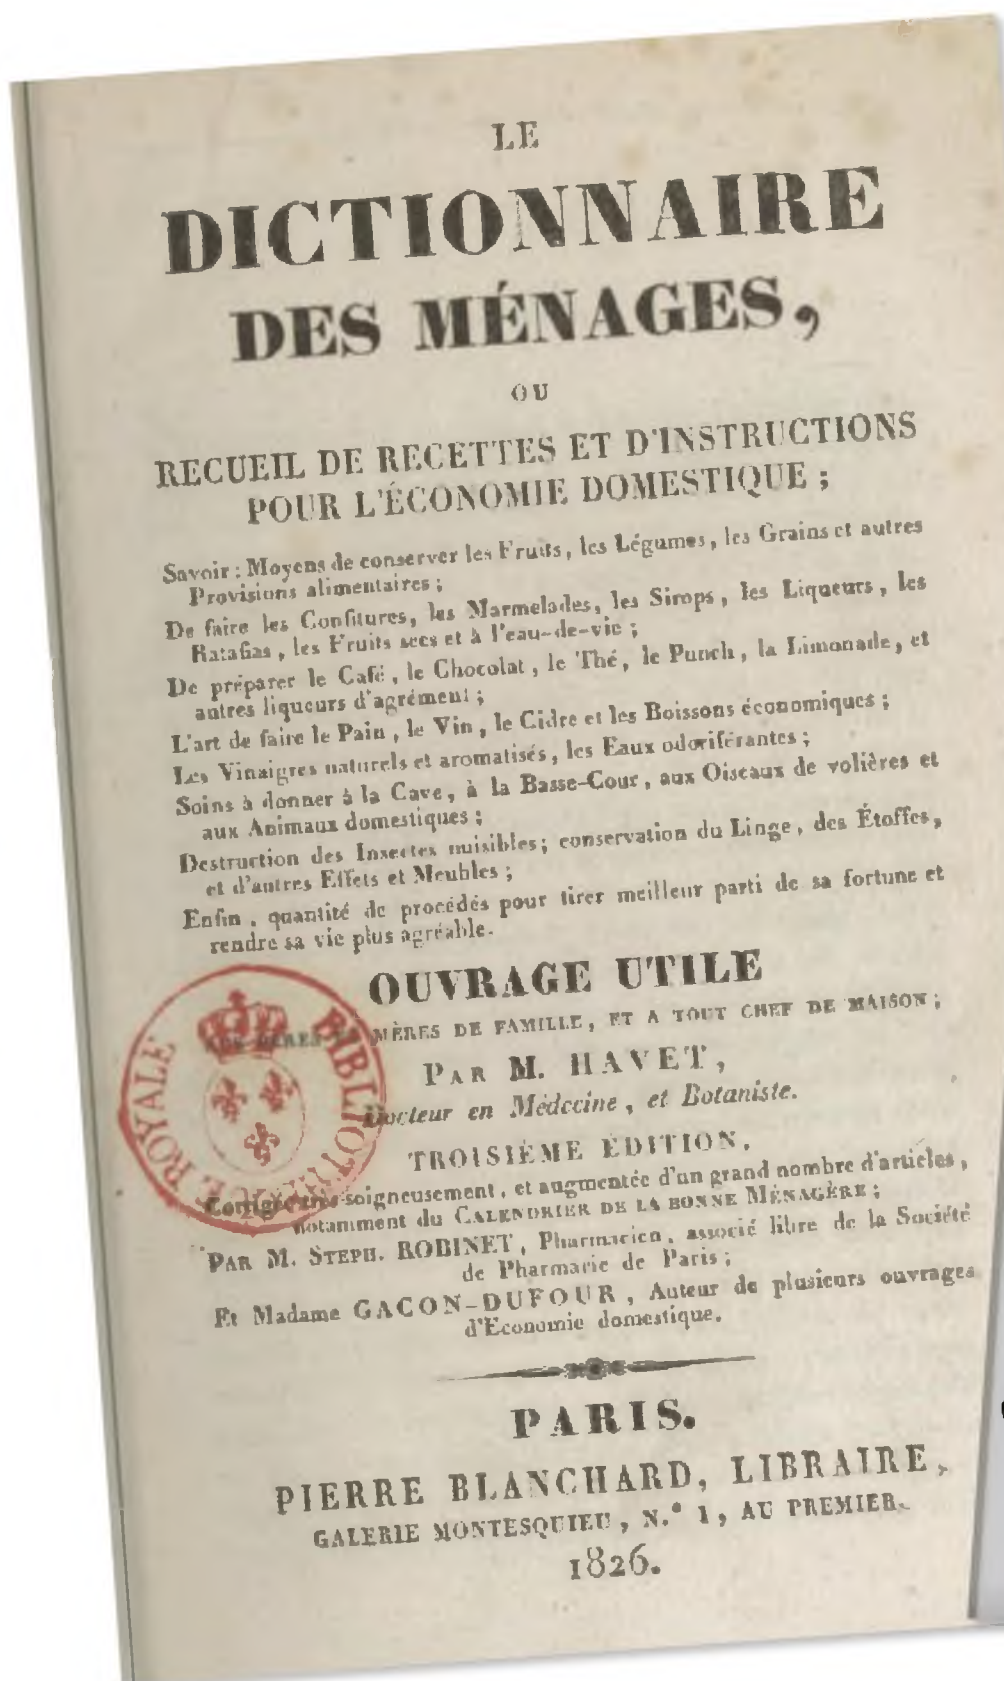 LE
DICTIONNAIRE
DES MÉNAGES,
OU
RECUEIL DE RECETTES ET D'INSTRUCTIONS
POUR L'ÉCONOMIE DOMESTIQUE ;
Savoir : Moyens de conserver les Fruits, les Légumes, les Grains et autres
Provisions alimentaires ;
De faire les Confitures, les Marmelades, les Sirops, les Liqueurs, les
Ratafias, les Fruits secs et à l'eau-de-vie ;
De préparer le Café, le Chocolat, le Thé, le Punch, la Limonade, et
autres liqueurs d'agrément ;
L'art de faire le Pain, le Vin, le Cidre et les Boissons économiques ;
Les Vinaigres naturels et aromatisés, les Eaux odoriférantes ;
Soins à donner à la Cave, à la Basse-Cour, aux Oiseaux de volières et
aux Animaux domestiques ;
Destruction des Insectes nuisibles ; conservation du Linge, des Étoffes,
et d'autres Effets et Meubles ;
Enfin, quantité de procédés pour tirer meilleur parti de sa fortune et
rendre sa vie plus agréable.
OUVRAGE UTILE
AUX PÈRES ET MÈRES DE FAMILLE, ET A TOUT CHEF DE MAISON ;
PAR M. HAVET,
Docteur en Médecine, et Botaniste.
TROISIÈME ÉDITION,
Corrigée très-soigneusement, et augmentée d'un grand nombre d'articles,
notamment du CALENDRIER DE LA BONNE MÉNAGÈRE ;
PAR M. STEPH. ROBINET, Pharmacien, associé libre de la Société
de Pharmacie de Paris ;
Et Madame GACON-DUFOUR, Auteur de plusieurs ouvrages
d'Economie domestique.
PARIS.
PIERRE BLANCHARD, LIBRAIRE,
GALERIE MONTESQUIEU, N.° 1, AU PREMIER.
1826.
BIBLIOTHÈQUE ROYALE